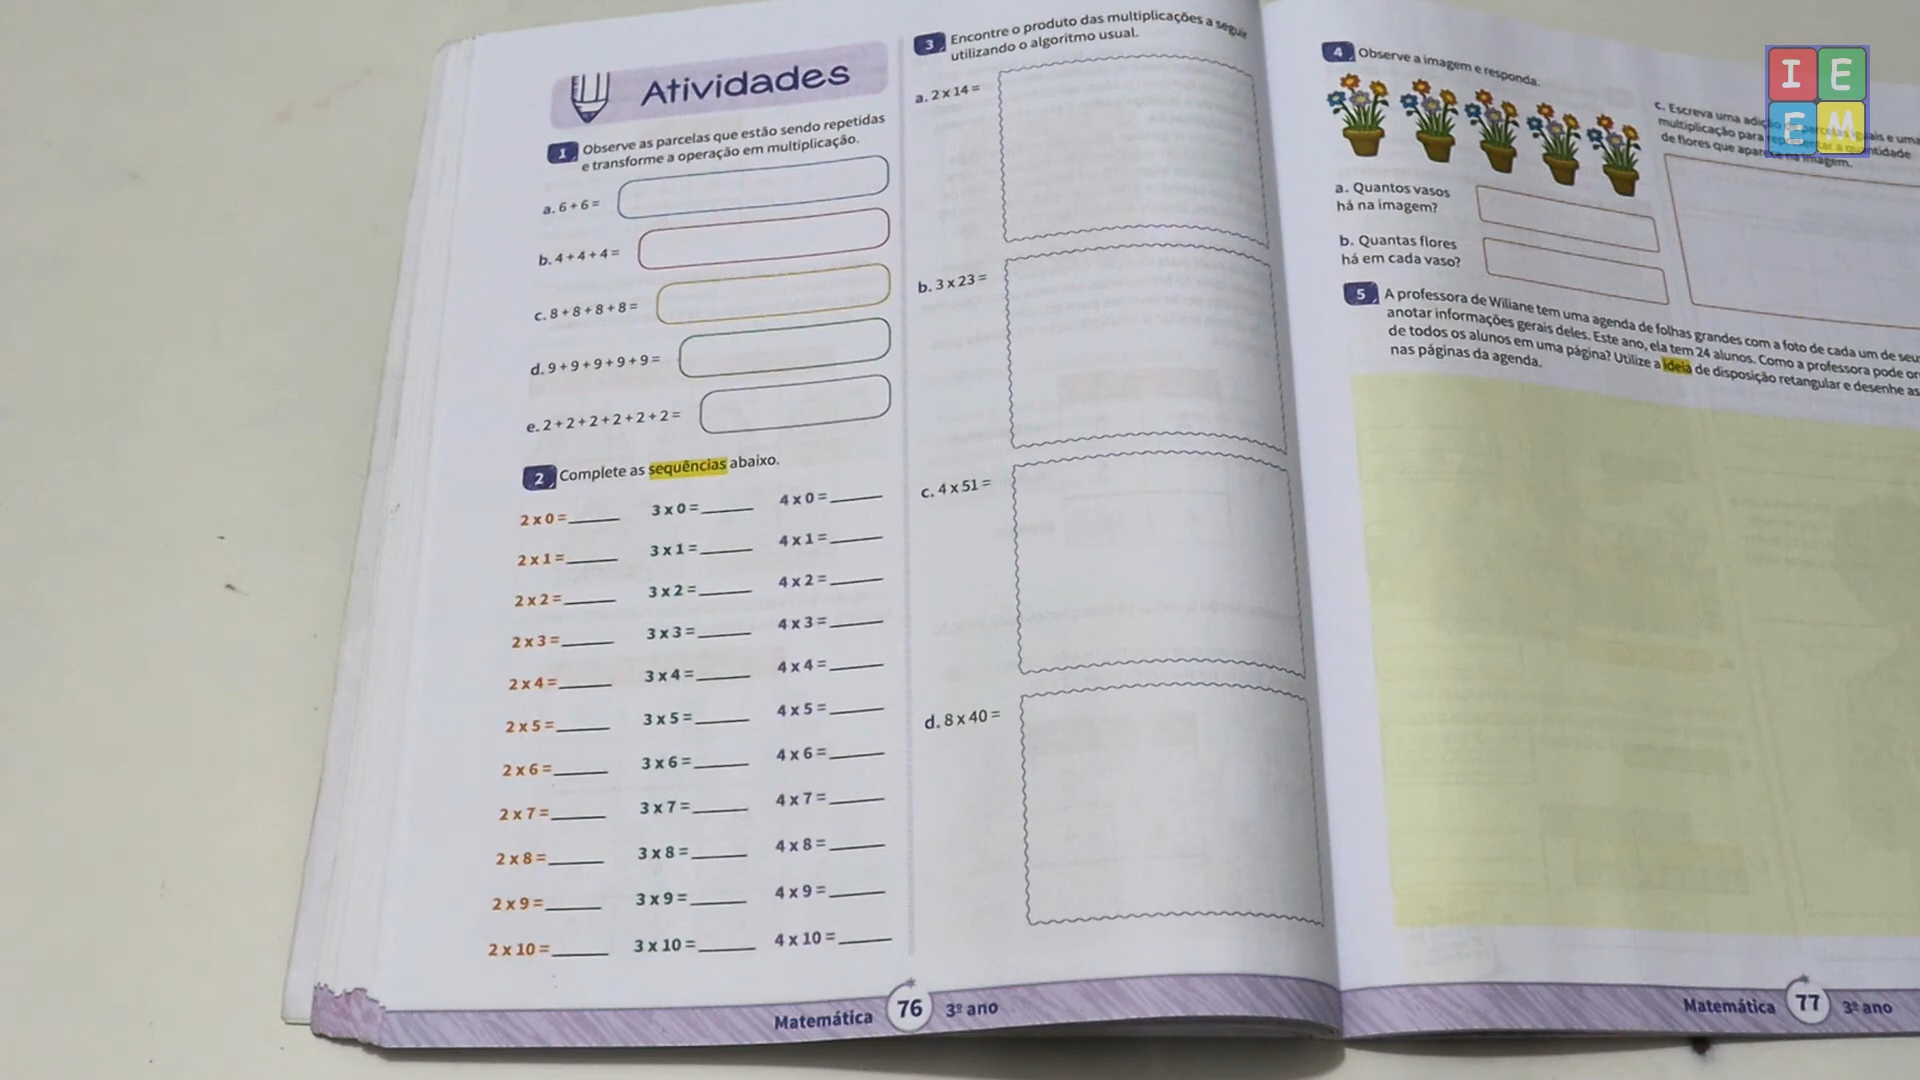 Atividades
1 Observe as parcelas que estão sendo repetidas
e transforme a operação em multiplicação.
a. 6 + 6 =
b. 4 + 4 + 4 =
c. 8 + 8 + 8 + 8 =
d. 9 + 9 + 9 + 9 + 9 =
e. 2 + 2 + 2 + 2 + 2 + 2 =
2 Complete as sequências abaixo.
2 x 0 =
2 x 1 =
2 x 2 =
2 x 3 =
2 x 4 =
2 x 5 =
2 x 6 =
2 x 7 =
2 x 8 =
2 x 9 =
2 x 10 =
3 x 0 =
3 x 1 =
3 x 2 =
3 x 3 =
3 x 4 =
3 x 5 =
3 x 6 =
3 x 7 =
3 x 8 =
3 x 9 =
3 x 10 =
4 x 0 =
4 x 1 =
4 x 2 =
4 x 3 =
4 x 4 =
4 x 5 =
4 x 6 =
4 x 7 =
4 x 8 =
4 x 9 =
4 x 10 =
3 Encontre o produto das multiplicações a seguir
utilizando o algoritmo usual.
a. 2 x 14 =
b. 3 x 23 =
c. 4 x 51 =
d. 8 x 40 =
Matemática 76 3º ano
4 Observe a imagem e responda.
a. Quantos vasos
há na imagem?
b. Quantas flores
há em cada vaso?
c. Escreva uma adição de parcelas iguais e uma
multiplicação para representar a quantidade
de flores que aparece na imagem.
5 A professora de Wiliane tem uma agenda de folhas grandes com a foto de cada um de
anotar informações gerais deles. Este ano, ela tem 24 alunos. Como a professora pode
de todos os alunos em uma página? Utilize a ideia de disposição retangular e desenhe
nas páginas da agenda.
Matemática 77 3º ano
I E
E M